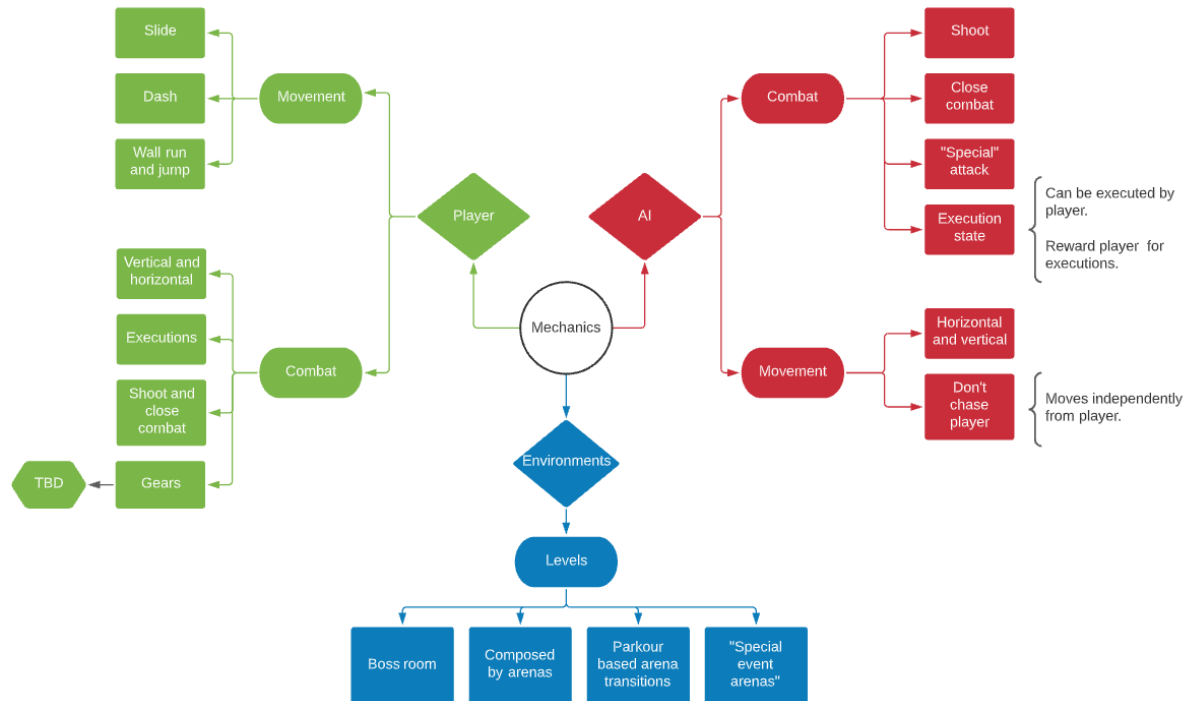 Slide
Dash
Wall run
and jump
Movement
Player
Vertical and
horizontal
Executions
Shoot and
close
combat
Gears
TBD
Combat
Mechanics
AI
Combat
Shoot
Close
combat
"Special"
attack
Execution
state
Can be executed by
player.
Reward player for
executions.
Movement
Horizontal
and vertical
Don't
chase
player
Moves independently
from player.
Environments
Levels
Boss room
Composed
by arenas
Parkour
based arena
transitions
"Special
event
arenas"